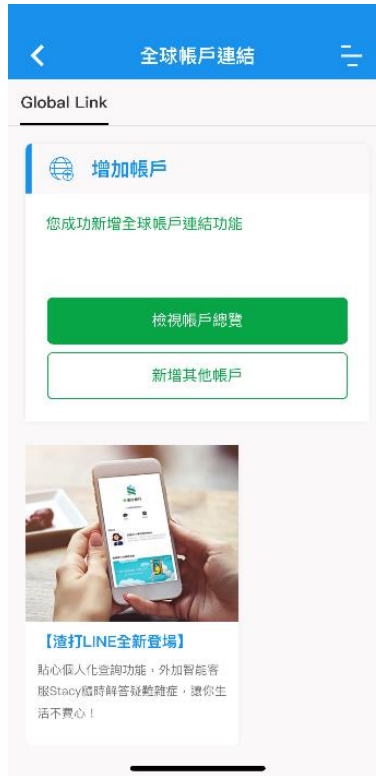 全球帳戶連結
Global Link
增加帳戶
您成功新增全球帳戶連結功能
檢視帳戶總覽
新增其他帳戶
【渣打LINE全新登場】
貼心個人化查詢功能，外加智能客
服Stacy隨時解答疑難雜症，讓你生
活不費心！